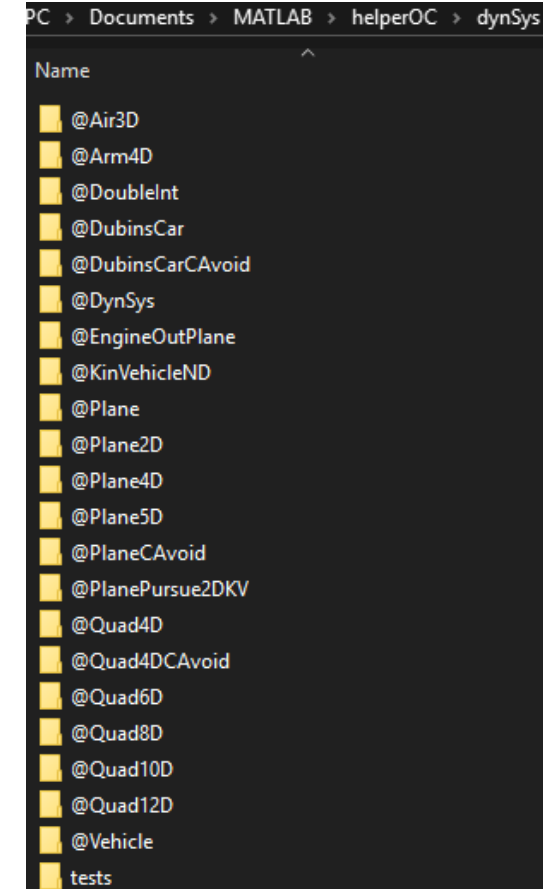 PC > Documents > MATLAB > helperOC > dynSys
Name
@Air3D
@Arm4D
@DoubleInt
@DubinsCar
@DubinsCarCAvoid
@DynSys
@EngineOutPlane
@KinVehicleND
@Plane
@Plane2D
@Plane4D
@Plane5D
@PlaneCAvoid
@PlanePursue2DKV
@Quad4D
@Quad4DCAvoid
@Quad6D
@Quad8D
@Quad10D
@Quad12D
@Vehicle
tests